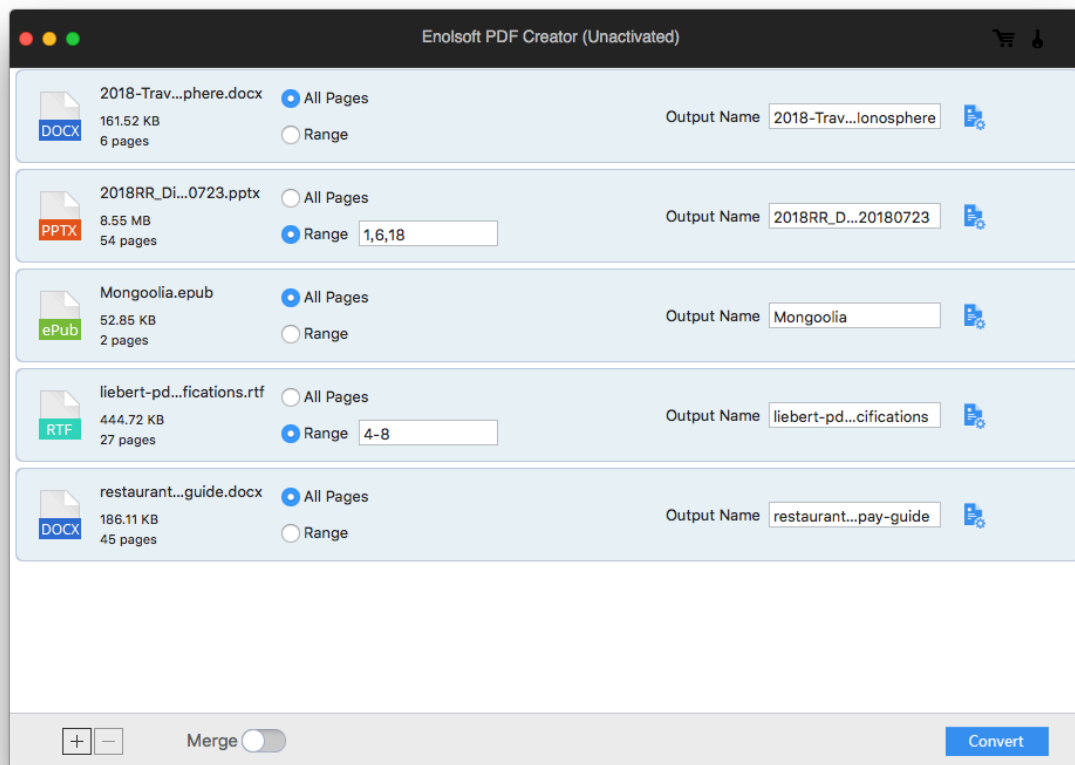 Enolsoft PDF Creator (Unactivated)
2018-Trav...phere.docx
161.52 KB
6 pages
DOCX
All Pages
Range
Output Name 2018-Trav...Ionosphere
2018RR_Di...0723.pptx
8.55 MB
54 pages
PPTX
All Pages
Range 1,6,18
Output Name 2018RR_D...20180723
Mongoolia.epub
52.85 KB
2 pages
ePub
All Pages
Range
Output Name Mongoolia
liebert-pd...fications.rtf
444.72 KB
27 pages
RTF
All Pages
Range 4-8
Output Name liebert-pd...cifications
restaurant...guide.docx
186.11 KB
45 pages
DOCX
All Pages
Range
Output Name restaurant...pay-guide
Merge
Convert